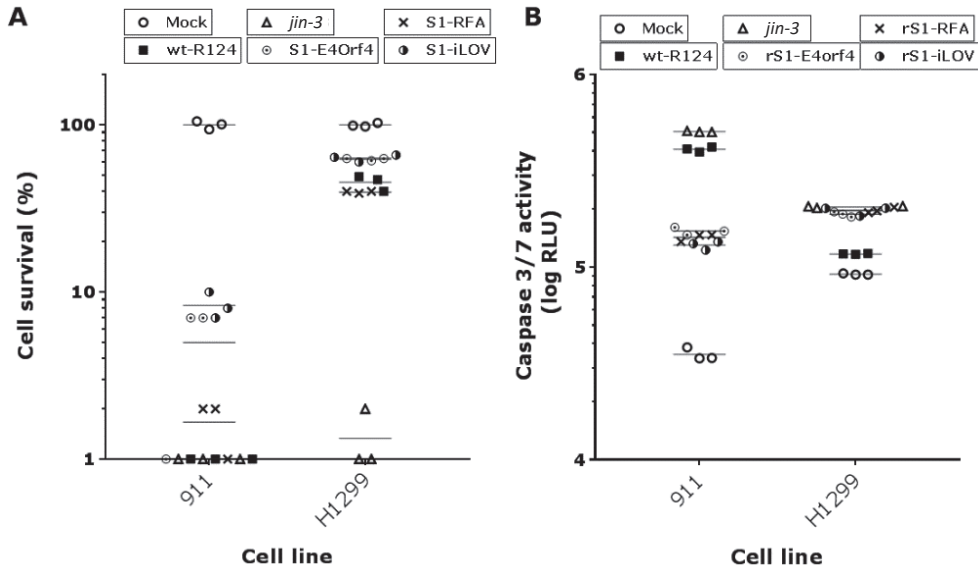 A
Mock
jin-3
S1-RFA
wt-R124
S1-E4Orf4
S1-iLOV
100
10
1
Cell survival (%)
911
H1299
Cell line
B
Mock
jin-3
rS1-RFA
wt-R124
rS1-E4orf4
rS1-iLOV
6
5
4
Caspase 3/7 activity
(log RLU)
911
H1299
Cell line